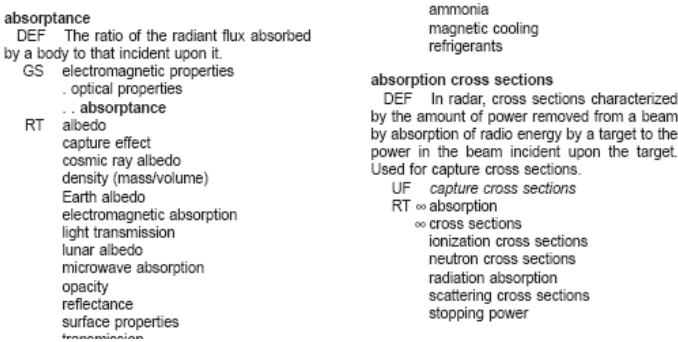 absorptance
DEF The ratio of the radiant flux absorbed
by a body to that incident upon it.
GS electromagnetic properties
. optical properties
. . absorptance
RT albedo
capture effect
cosmic ray albedo
density (mass/volume)
Earth albedo
electromagnetic absorption
light transmission
lunar albedo
microwave absorption
opacity
reflectance
surface properties
transmission
ammonia
magnetic cooling
refrigerants
absorption cross sections
DEF In radar, cross sections characterized
by the amount of power removed from a beam
by absorption of radio energy by a target to the
power in the beam incident upon the target.
Used for capture cross sections.
UF capture cross sections
RT ∞ absorption
∞ cross sections
ionization cross sections
neutron cross sections
radiation absorption
scattering cross sections
stopping power